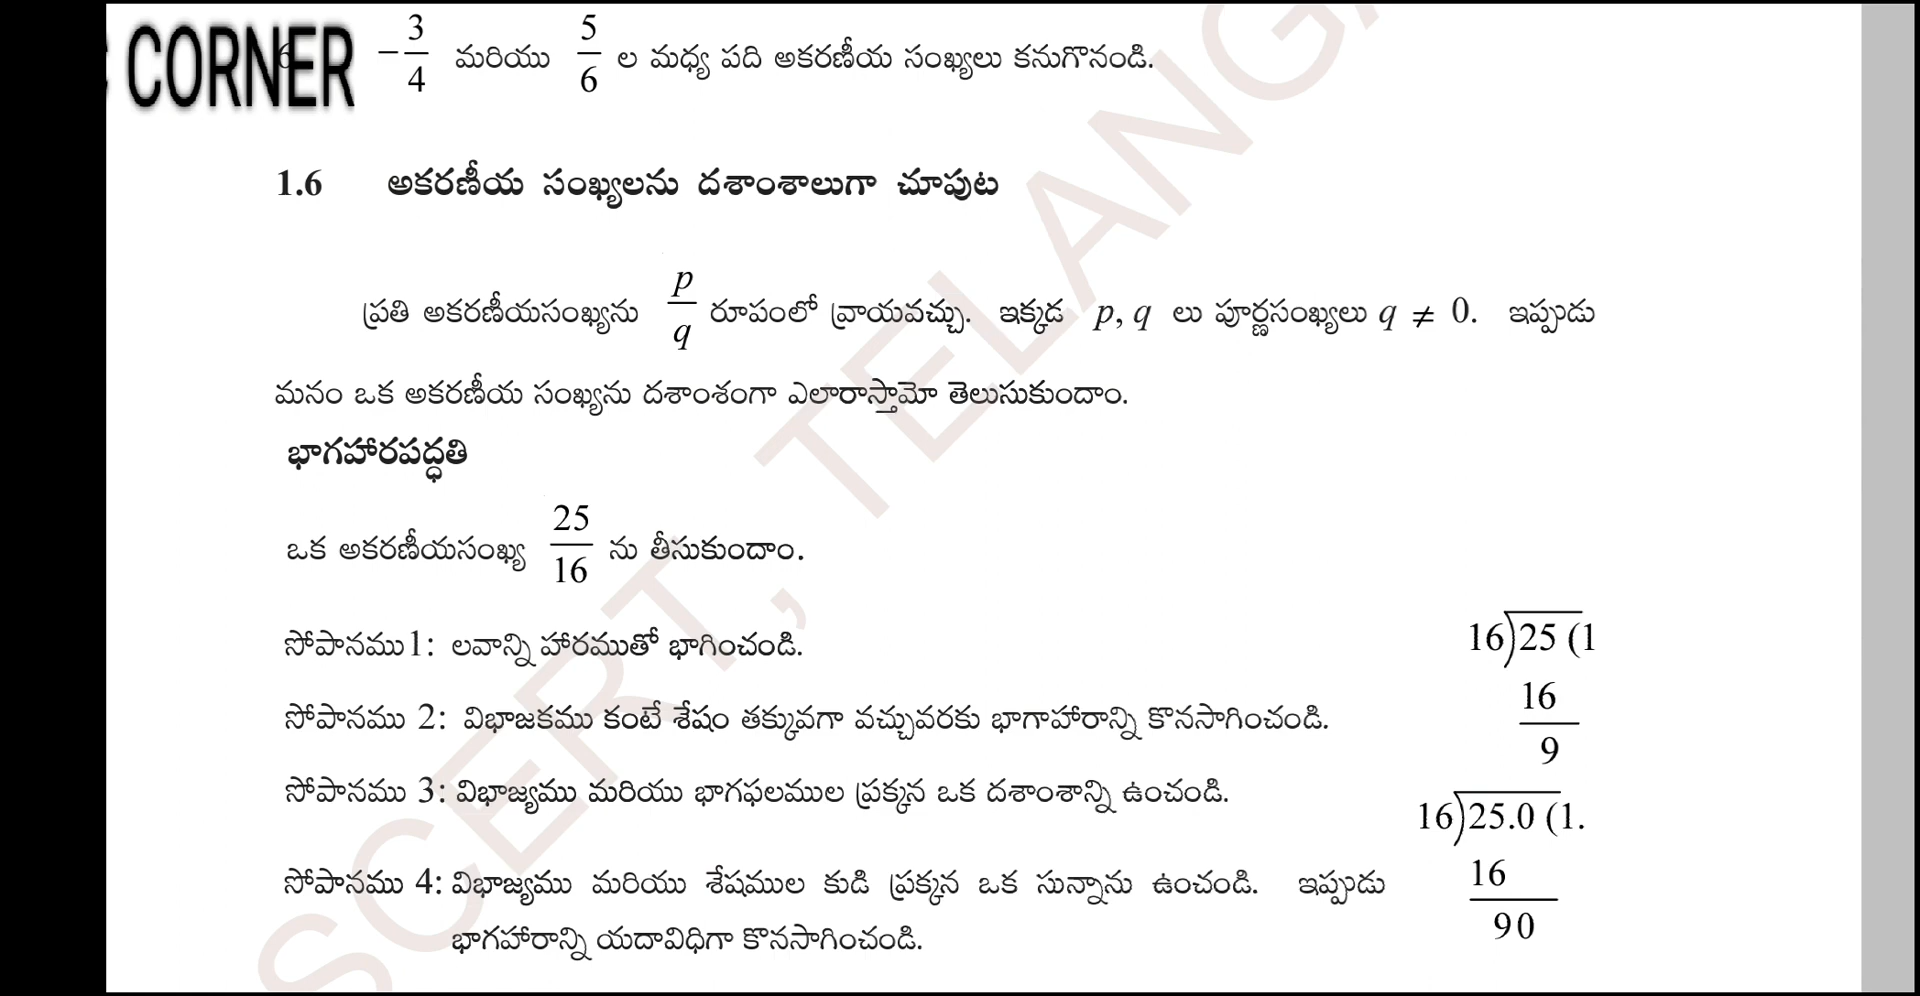 CORNER
6. -3/4 మరియు 5/6 ల మధ్య పది అకరణీయ సంఖ్యలు కనుగొనండి.
1.6 అకరణీయ సంఖ్యలను దశాంశాలుగా చూపుట
ప్రతి అకరణీయసంఖ్యను p/q రూపంలో వ్రాయవచ్చు. ఇక్కడ p, q లు పూర్ణసంఖ్యలు q ≠ 0. ఇప్పుడు
మనం ఒక అకరణీయ సంఖ్యను దశాంశంగా ఎలారాస్తామో తెలుసుకుందాం.
భాగహారపద్ధతి
ఒక అకరణీయసంఖ్య 25/16 ను తీసుకుందాం.
సోపానము1: లవాన్ని హారముతో భాగించండి.
16)25 (1
సోపానము 2: విభాజకము కంటే శేషం తక్కువగా వచ్చువరకు భాగాహారాన్ని కొనసాగించండి.
16
9
సోపానము 3: విభాజ్యము మరియు భాగఫలముల ప్రక్కన ఒక దశాంశాన్ని ఉంచండి.
16)25.0 (1.
సోపానము 4: విభాజ్యము మరియు శేషముల కుడి ప్రక్కన ఒక సున్నాను ఉంచండి. ఇప్పుడు
16
90
భాగహారాన్ని యదావిధిగా కొనసాగించండి.
SCERT, TELANGA